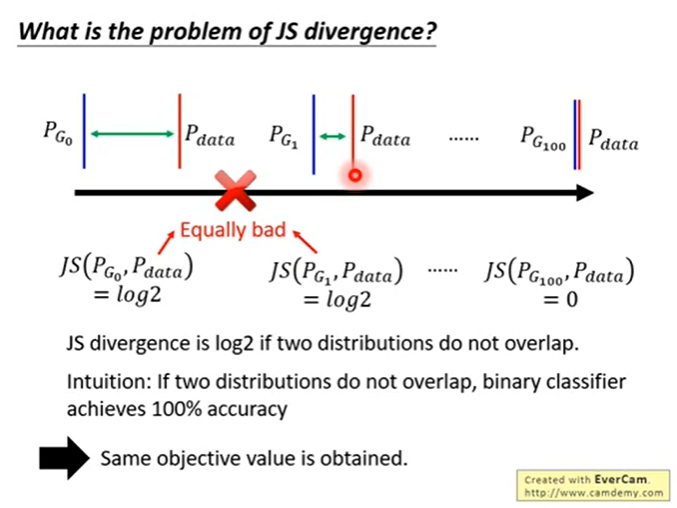 What is the problem of JS divergence?
P_{G_0} P_{data} P_{G_1} P_{data} ...... P_{G_{100}} P_{data}
Equally bad
JS(P_{G_0}, P_{data}) JS(P_{G_1}, P_{data}) ...... JS(P_{G_{100}}, P_{data})
= log2 = log2 = 0
JS divergence is log2 if two distributions do not overlap.
Intuition: If two distributions do not overlap, binary classifier
achieves 100% accuracy
Same objective value is obtained.
Created with EverCam.
http://www.camdemy.com